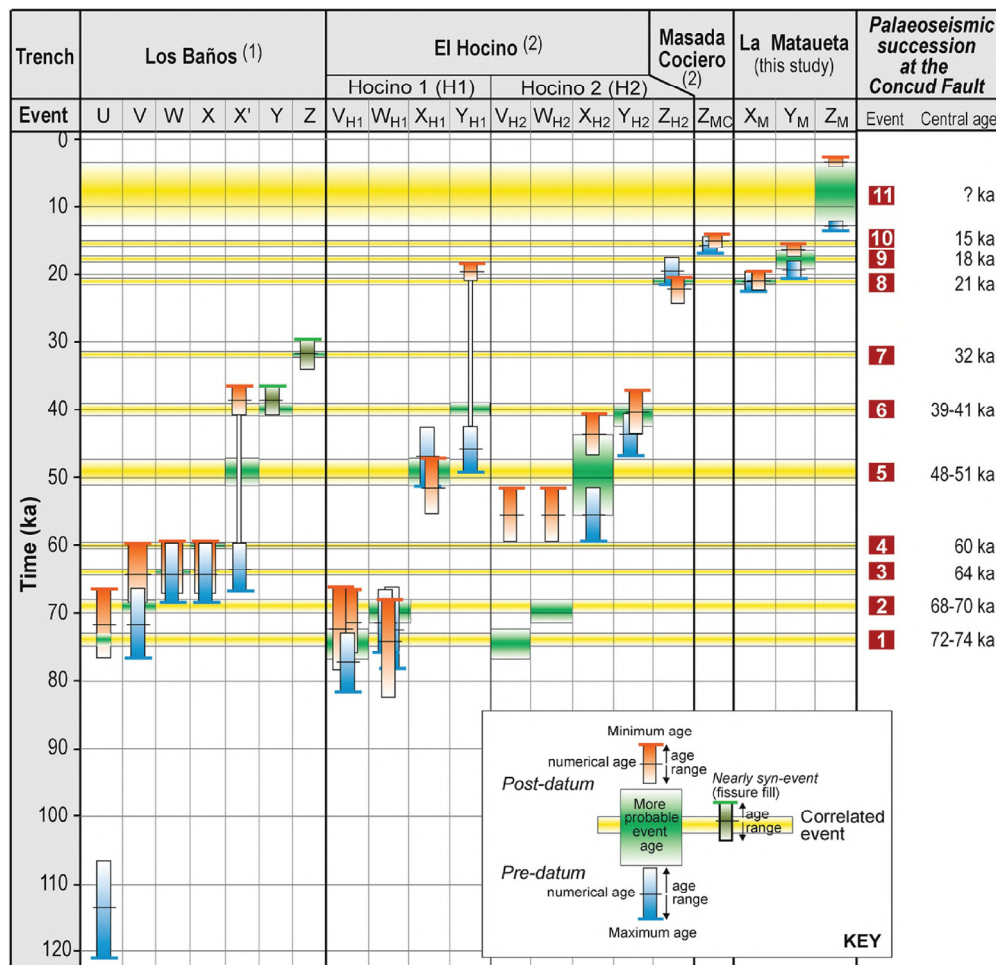 Trench
Los Baños (1)
El Hocino (2)
Hocino 1 (H1)
Hocino 2 (H2)
Masada
Cociero
(2)
La Mataueta
(this study)
Palaeoseismic
succession
at the
Concud Fault
Event
U V W X X' Y Z VH1 WH1 XH1 YH1 VH2 WH2 XH2 YH2 ZH2 ZMC XM YM ZM
Event Central age
0
10
20
30
40
50
60
70
80
90
100
110
120
Time (ka)
11 ? ka
10 15 ka
9 18 ka
8 21 ka
7 32 ka
6 39-41 ka
5 48-51 ka
4 60 ka
3 64 ka
2 68-70 ka
1 72-74 ka
Minimum age
numerical age
age
range
Post-datum
Nearly syn-event
(fissure fill)
More
probable
event
age
age
range
Correlated
event
Pre-datum
numerical age
age
range
Maximum age
KEY